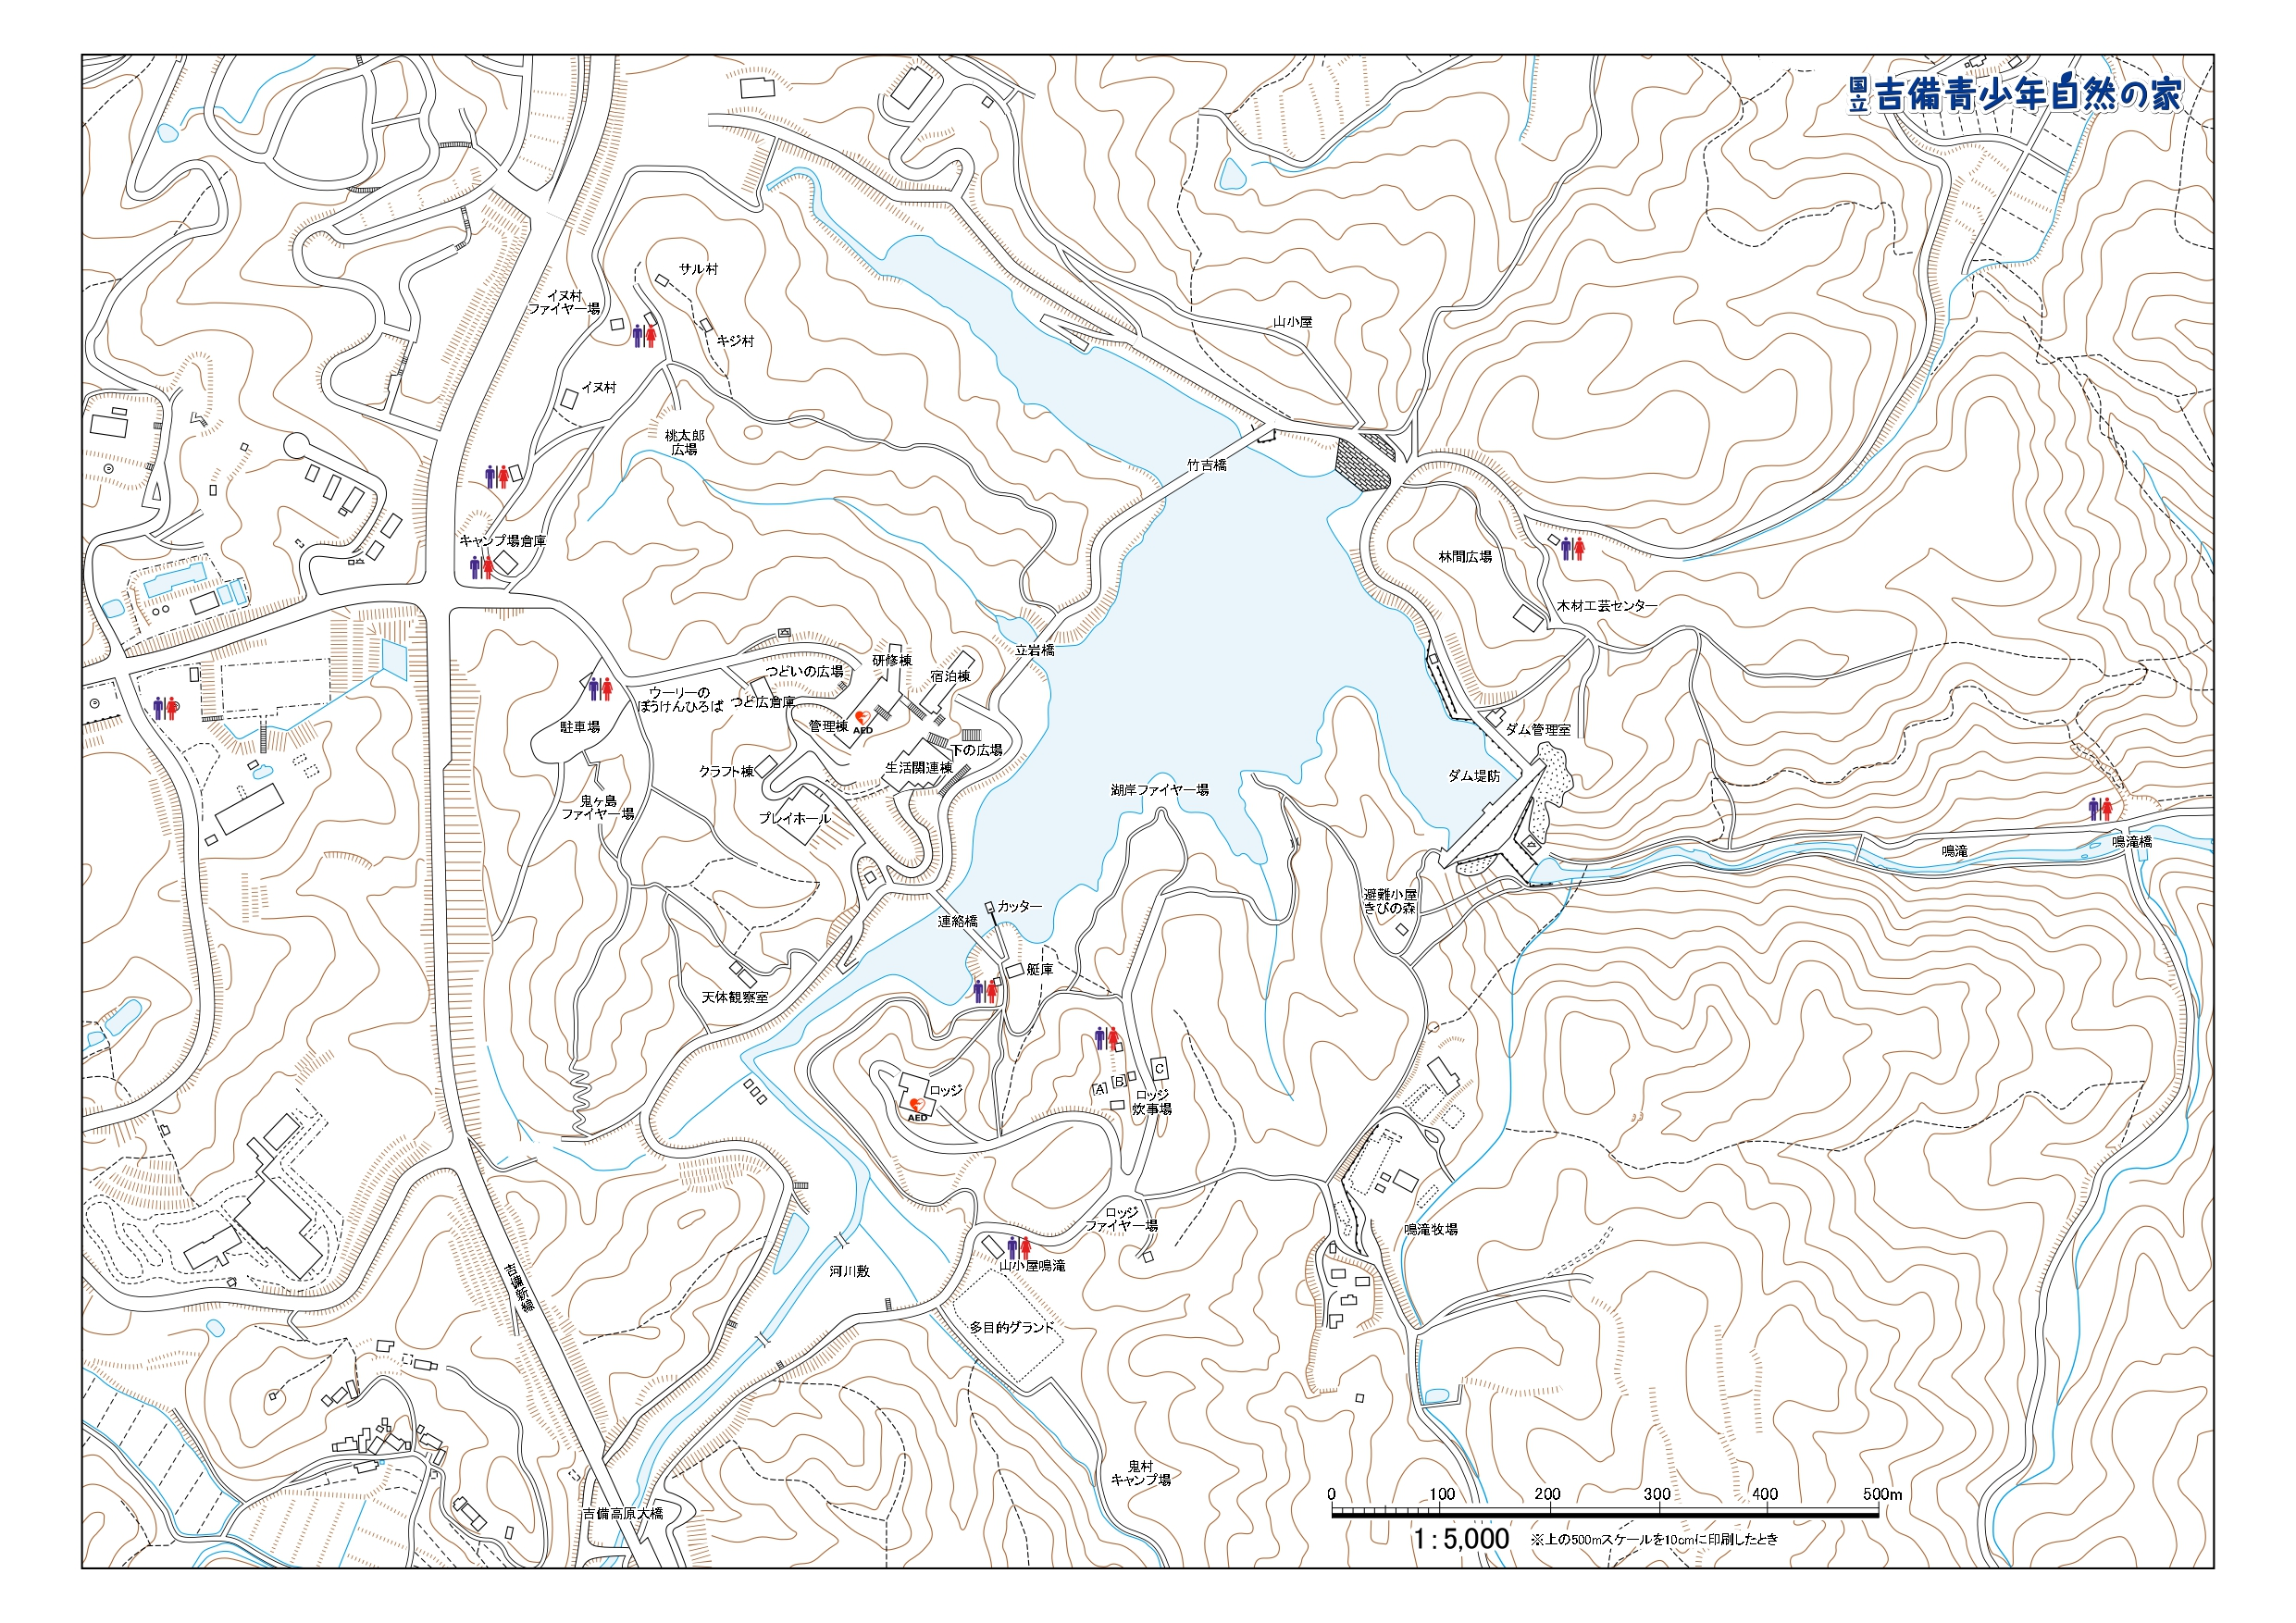 国立 吉備青少年自然の家
サル村
イヌ村
ファイヤー場
キジ村
山小屋
イヌ村
桃太郎
広場
竹吉橋
キャンプ場倉庫
林間広場
木材工芸センター
立岩橋
研修棟
つどいの広場
宿泊棟
ウーリーの
ぼうけんひろば
つど広倉庫
駐車場
管理棟
AED
ダム管理室
下の広場
生活関連棟
クラフト棟
ダム堤防
湖岸ファイヤー場
鬼ヶ島
ファイヤー場
プレイホール
鳴滝橋
鳴滝
避難小屋
きびの森
カッター
連絡橋
艇庫
天体観察室
C
[A]
[B]
ロッジ
AED
ロッジ
炊事場
ロッジ
ファイヤー場
鳴滝牧場
山小屋鳴滝
河川敷
吉備新線
多目的グランド
鬼村
キャンプ場
吉備高原大橋
0 100 200 300 400 500m
1:5,000 ※上の500mスケールを10cmに印刷したとき